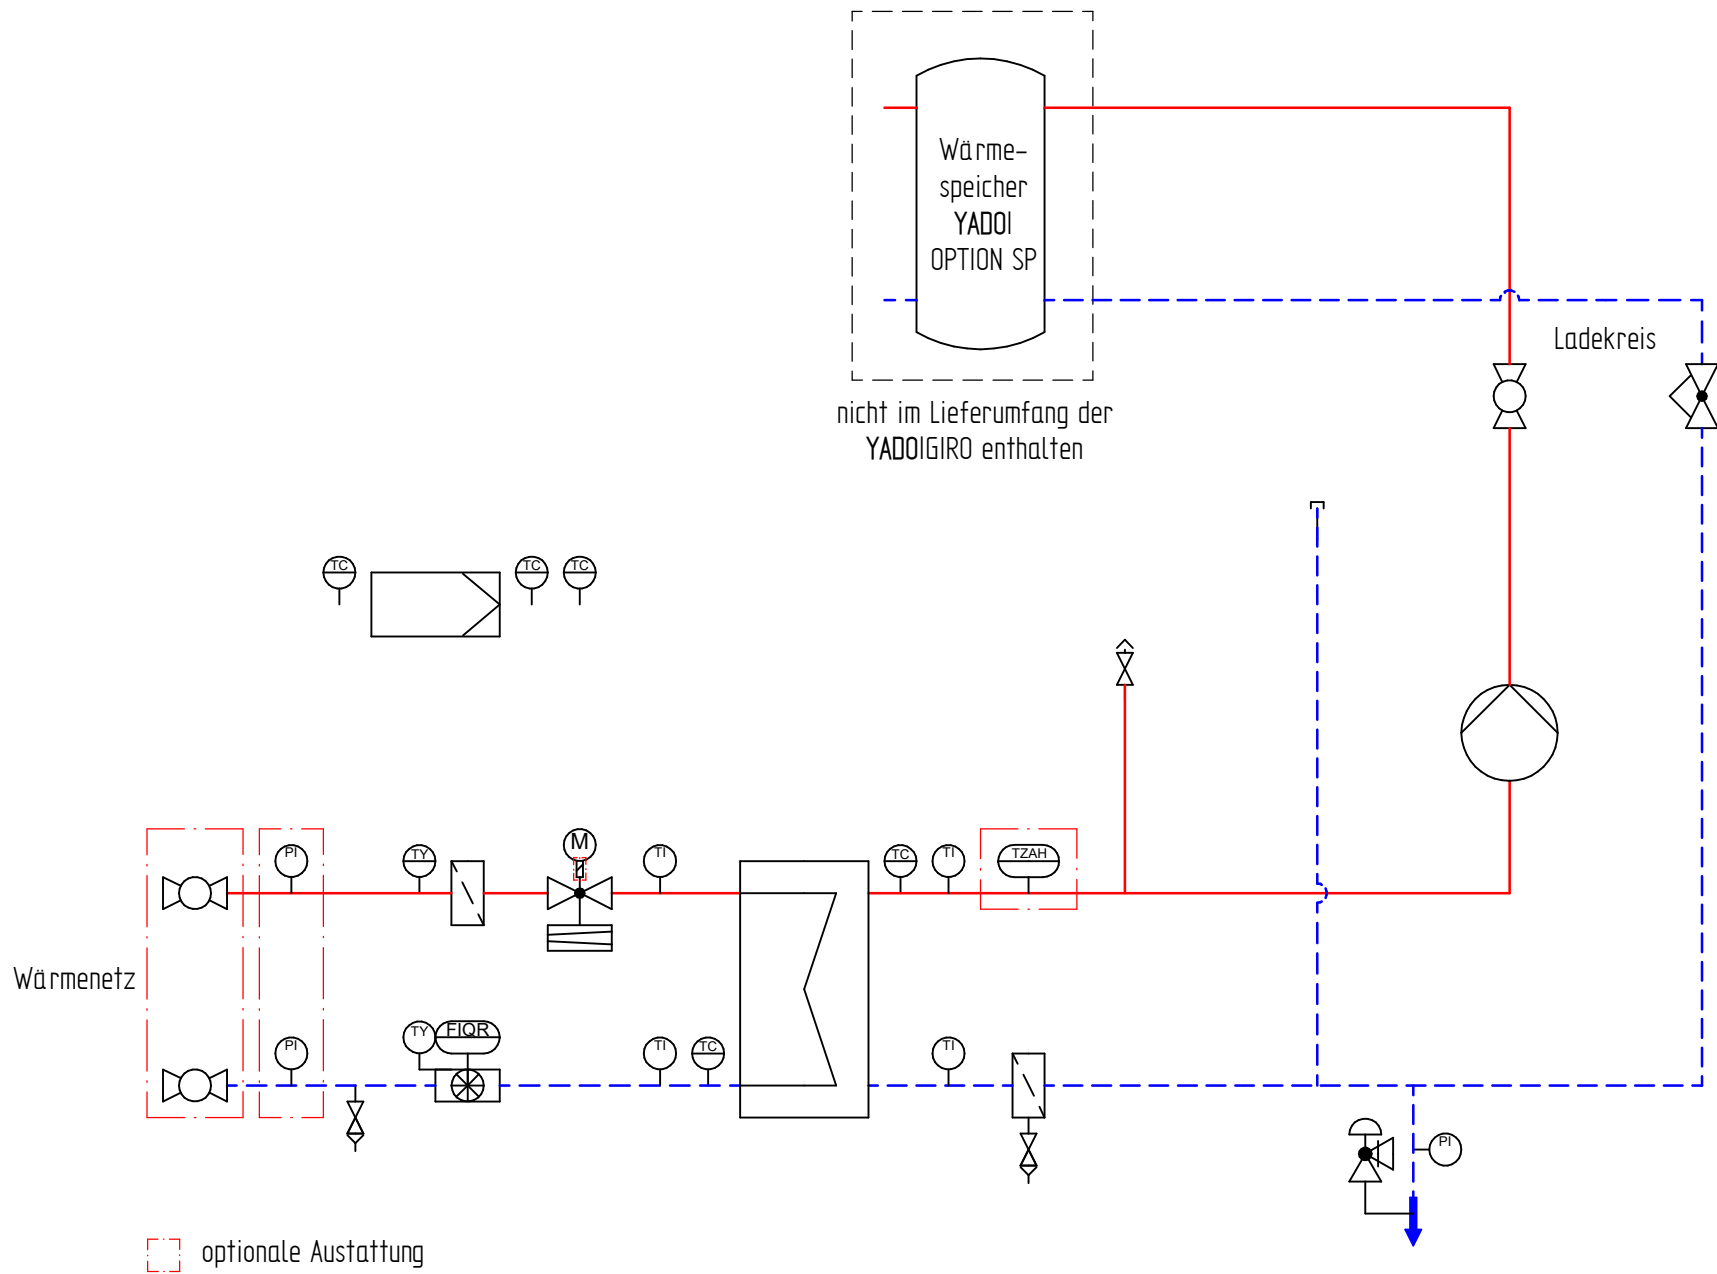 Wärme-
speicher
YADOI
OPTION SP
Ladekreis
nicht im Lieferumfang der
YADOIGIRO enthalten
TC
TC
TC
M
PI
TY
TI
TC
TI
TZAH
Wärmenetz
PI
TY
FIQR
TI
TC
TI
PI
optionale Austattung